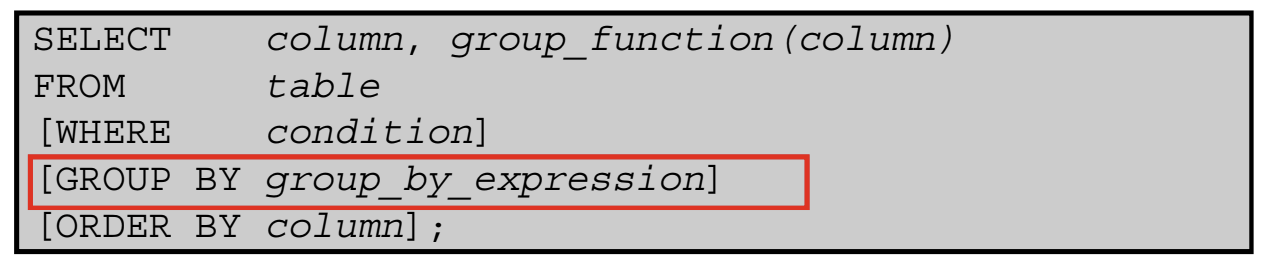 SELECT column, group_function(column)
FROM table
[WHERE condition]
[GROUP BY group_by_expression]
[ORDER BY column];